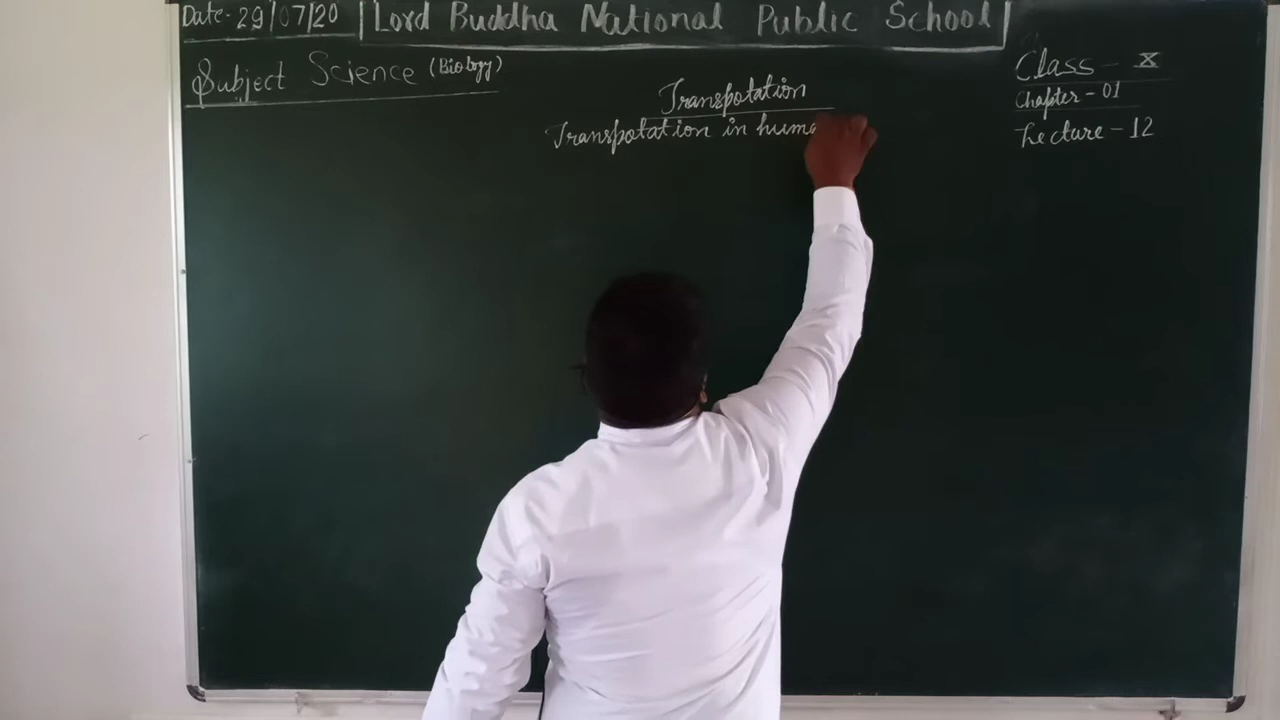 Date- 29/07/20
Lord Buddha National Public School
Subject Science (Biology)
Class - X
Chapter - 01
Lecture - 12
Transpotation
Transpotation in huma